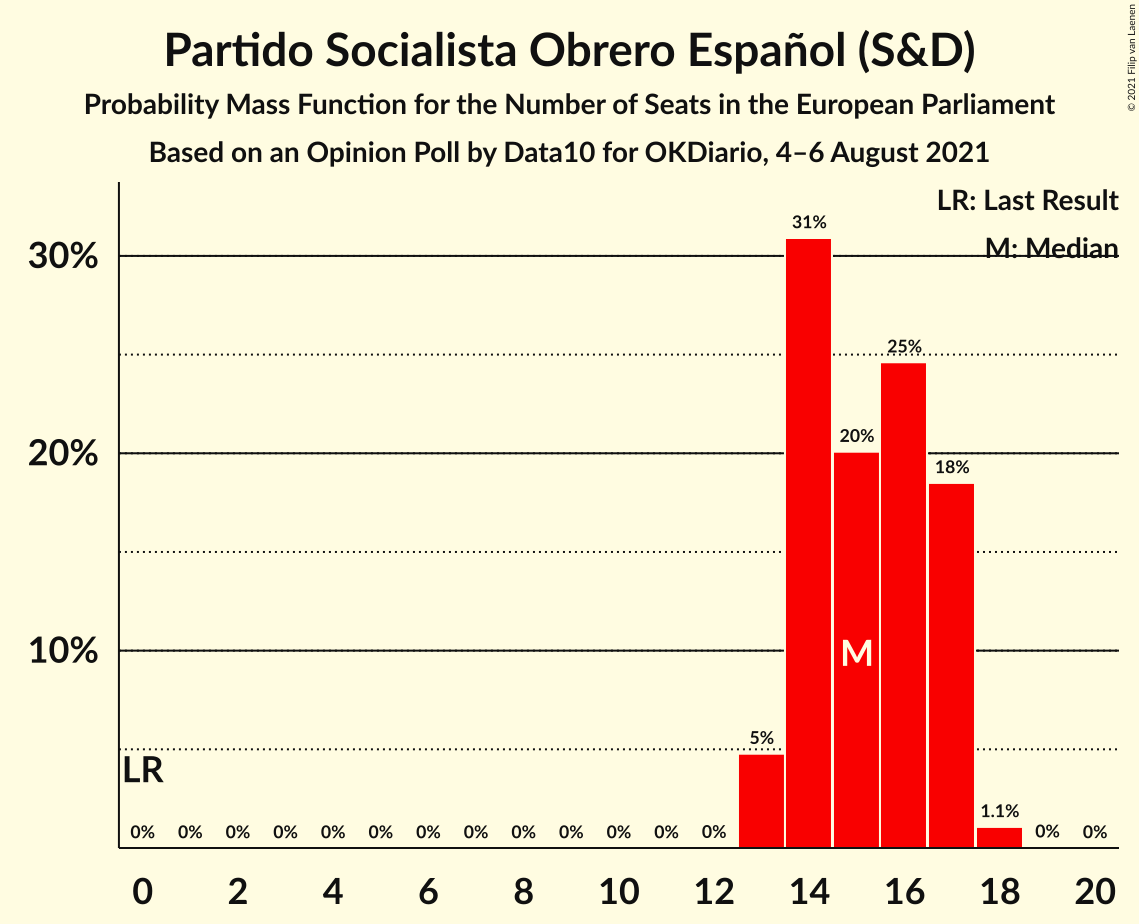 Partido Socialista Obrero Español (S&D)
Probability Mass Function for the Number of Seats in the European Parliament
Based on an Opinion Poll by Data10 for OKDiario, 4–6 August 2021
© 2021 Filip van Laenen
LR: Last Result
M: Median
30%
20%
10%
31%
25%
20%
18%
M
5%
LR
1.1%
0% 0% 0% 0% 0% 0% 0% 0% 0% 0% 0% 0% 0% 0% 0%
0 2 4 6 8 10 12 14 16 18 20